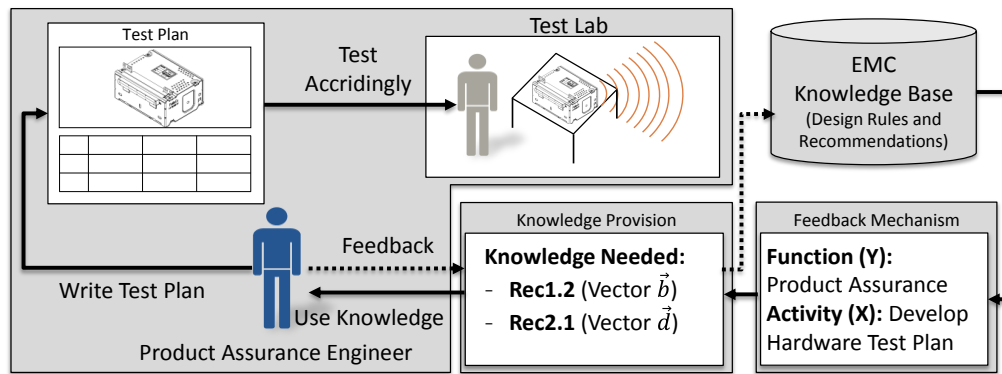 Test Plan
Test
Accridingly
Test Lab
EMC
Knowledge Base
(Design Rules and
Recommendations)
Feedback
Write Test Plan
Use Knowledge
Product Assurance Engineer
Knowledge Provision
Knowledge Needed:
- Rec1.2 (Vector b⃗)
- Rec2.1 (Vector d⃗)
Feedback Mechanism
Function (Y):
Product Assurance
Activity (X): Develop
Hardware Test Plan